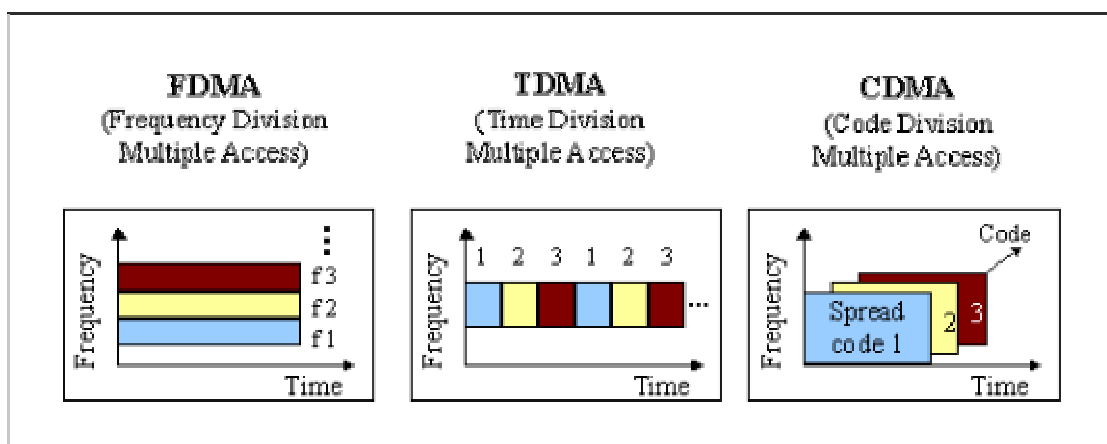 FDMA
(Frequency Division
Multiple Access)
TDMA
(Time Division
Multiple Access)
CDMA
(Code Division
Multiple Access)
Frequency
f3
f2
f1
Time
Frequency
1 2 3 1 2 3
...
Time
Frequency
Code
Spread
code 1
2
3
Time